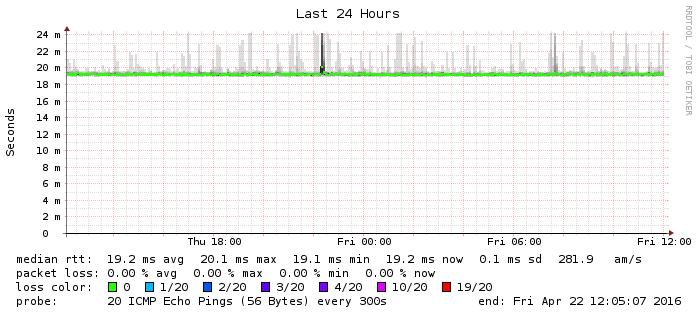 Last 24 Hours
RRDTOOL / TOBI OETIKER
Seconds
24 m
22 m
20 m
18 m
16 m
14 m
12 m
10 m
8 m
6 m
4 m
2 m
0
Thu 18:00 Fri 00:00 Fri 06:00 Fri 12:00
median rtt: 19.2 ms avg 20.1 ms max 19.1 ms min 19.2 ms now 0.1 ms sd 281.9 am/s
packet loss: 0.00 % avg 0.00 % max 0.00 % min 0.00 % now
loss color: 0 1/20 2/20 3/20 4/20 10/20 19/20
probe: 20 ICMP Echo Pings (56 Bytes) every 300s end: Fri Apr 22 12:05:07 2016